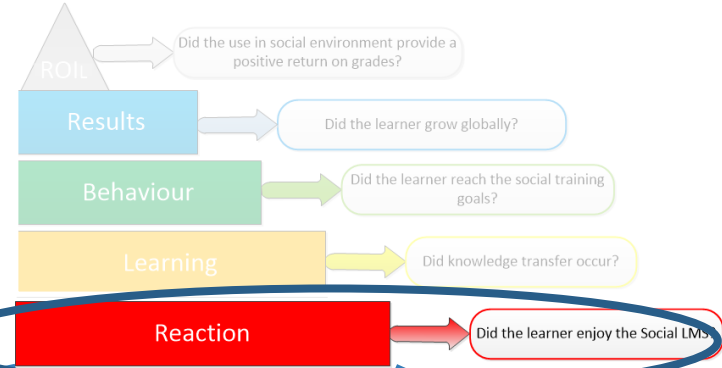 Did the use in social environment provide a
positive return on grades?
ROI
Results
Did the learner grow globally?
Behaviour
Did the learner reach the social training
goals?
Learning
Did knowledge transfer occur?
Reaction
Did the learner enjoy the Social LMS?